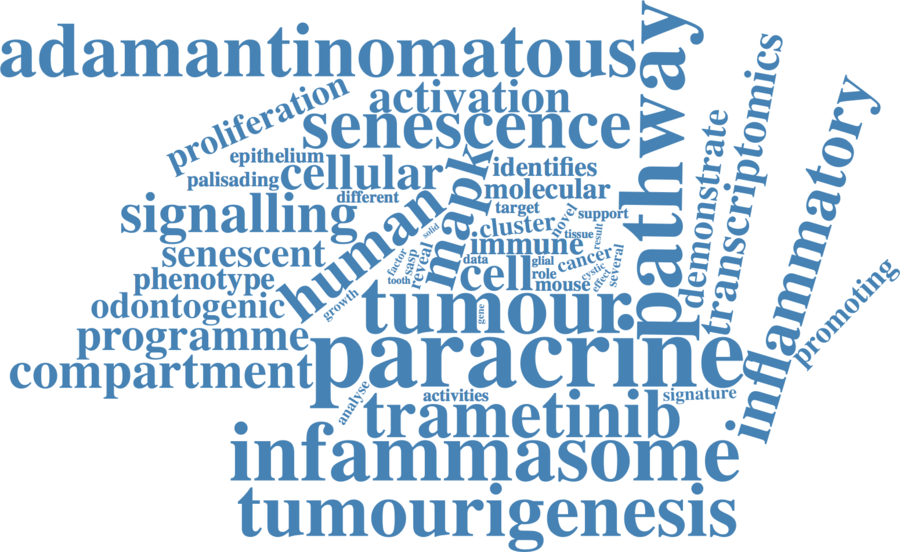 adamantinomatous
pathway
transcriptomics
inflammatory
proliferation
activation
senescence
demonstrate
epithelium
palisading
cellular
mapk
identifies
molecular
different
signalling
human
solid
target
support
novel
cluster
tissue
result
immune
senescent
factor
sasp
reveal
data
glial
cancer
several
phenotype
tooth
cell
role
cystic
mouse
effect
promoting
odontogenic
growth
tumour
gene
programme
paracrine
compartment
analyse
activities
signature
trametinib
infammasome
tumourigenesis